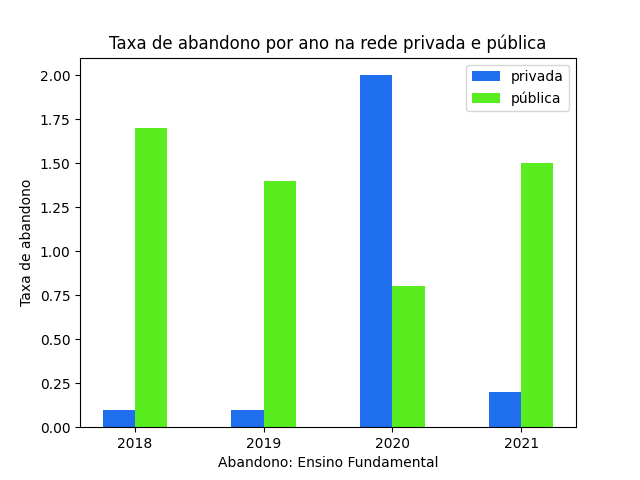 Taxa de abandono por ano na rede privada e pública
privada
pública
2.00
1.75
1.50
1.25
1.00
0.75
0.50
0.25
0.00
Taxa de abandono
2018 2019 2020 2021
Abandono: Ensino Fundamental